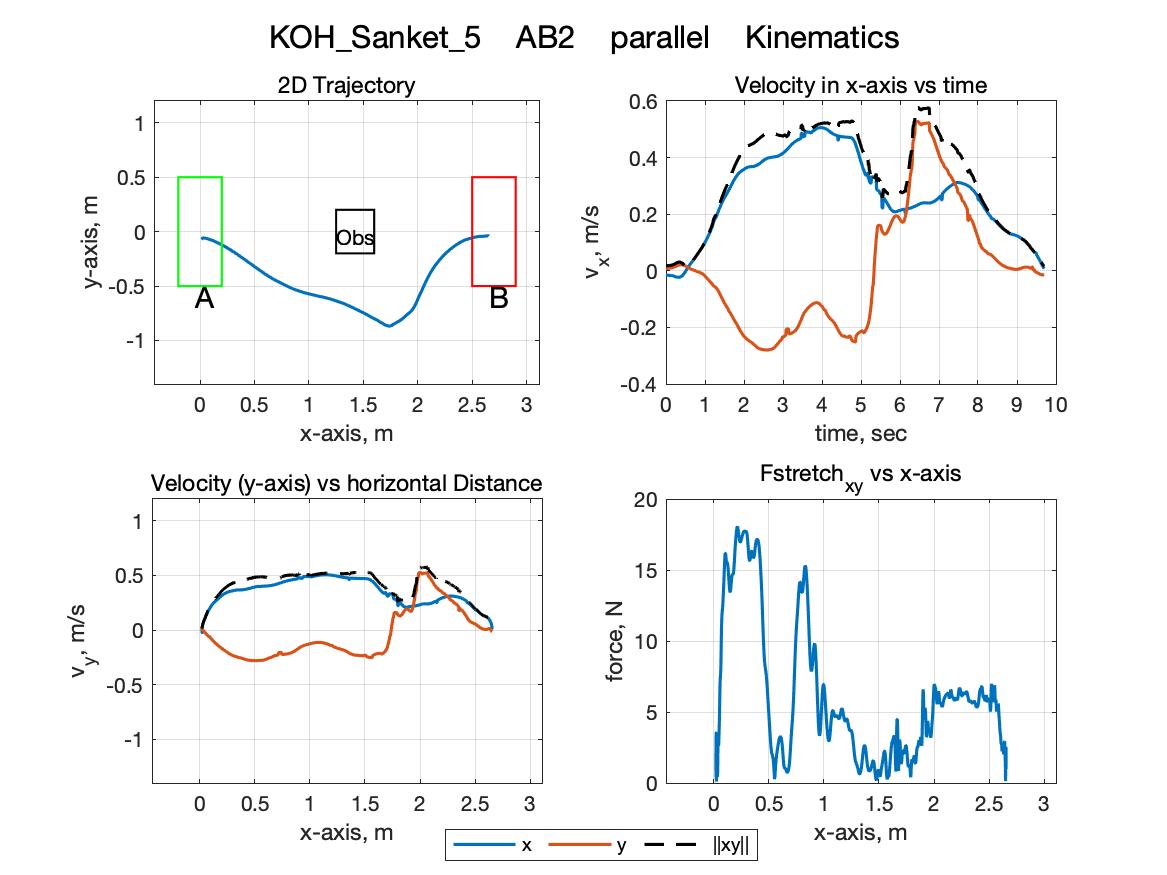 KOH_Sanket_5 AB2 parallel Kinematics
2D Trajectory
y-axis, m
1
0.5
0
-0.5
-1
Obs
A
B
0 0.5 1 1.5 2 2.5 3
x-axis, m
Velocity in x-axis vs time
v_x, m/s
0.6
0.4
0.2
0
-0.2
-0.4
0 1 2 3 4 5 6 7 8 9 10
time, sec
Velocity (y-axis) vs horizontal Distance
v_y, m/s
1
0.5
0
-0.5
-1
0 0.5 1 1.5 2 2.5 3
x-axis, m
Fstretch_xy vs x-axis
force, N
20
15
10
5
0
0 0.5 1 1.5 2 2.5 3
x-axis, m
x y ||xy||